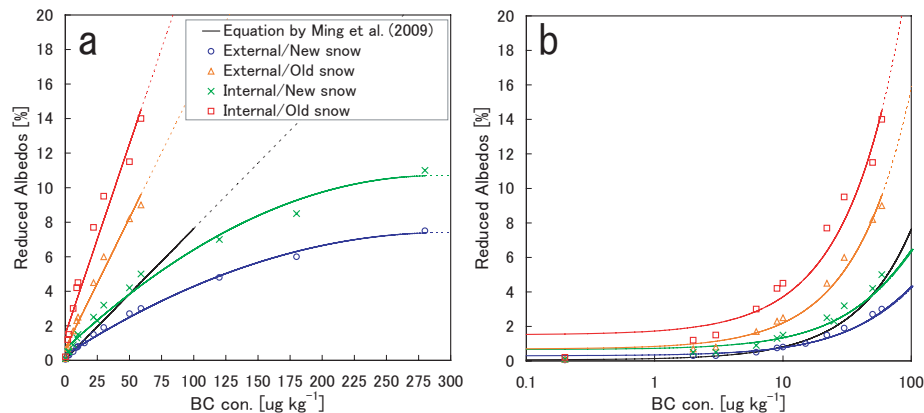 a
Equation by Ming et al. (2009)
External/New snow
External/Old snow
Internal/New snow
Internal/Old snow
Reduced Albedos [%]
20
18
16
14
12
10
8
6
4
2
0
0 25 50 75 100 125 150 175 200 225 250 275 300
BC con. [ug kg⁻¹]
b
Reduced Albedos [%]
20
18
16
14
12
10
8
6
4
2
0
0.1 1 10 100
BC con. [ug kg⁻¹]